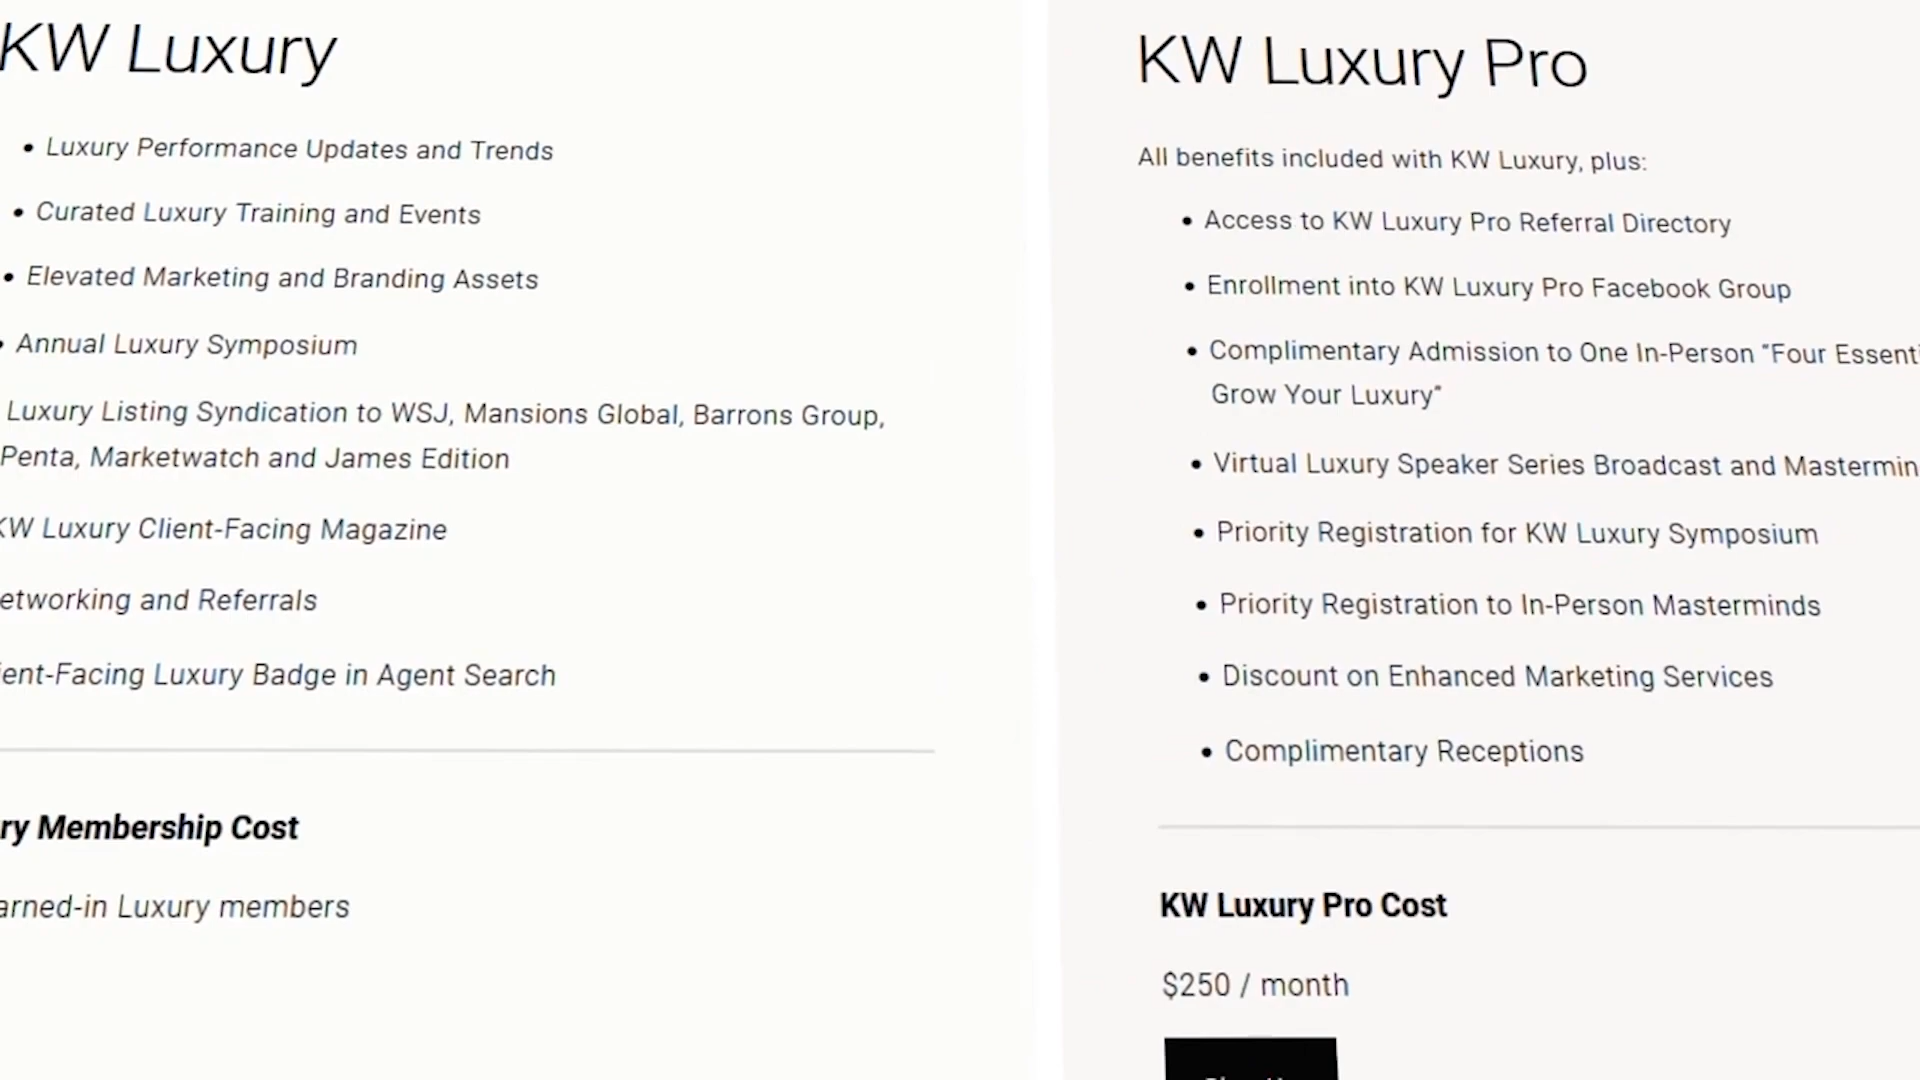 KW Luxury
• Luxury Performance Updates and Trends
• Curated Luxury Training and Events
• Elevated Marketing and Branding Assets
• Annual Luxury Symposium
Luxury Listing Syndication to WSJ, Mansions Global, Barrons Group,
Penta, Marketwatch and James Edition
KW Luxury Client-Facing Magazine
etworking and Referrals
ient-Facing Luxury Badge in Agent Search
ry Membership Cost
arned-in Luxury members
KW Luxury Pro
All benefits included with KW Luxury, plus:
• Access to KW Luxury Pro Referral Directory
• Enrollment into KW Luxury Pro Facebook Group
• Complimentary Admission to One In-Person "Four Essenti
Grow Your Luxury"
• Virtual Luxury Speaker Series Broadcast and Mastermin
• Priority Registration for KW Luxury Symposium
• Priority Registration to In-Person Masterminds
• Discount on Enhanced Marketing Services
• Complimentary Receptions
KW Luxury Pro Cost
$250 / month